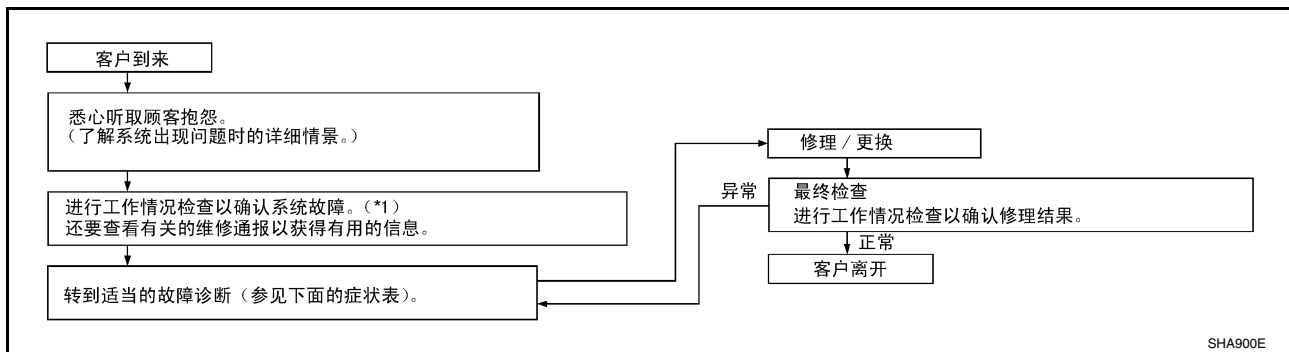 客户到来
悉心听取顾客抱怨。
（了解系统出现问题时的详细情景。）
进行工作情况检查以确认系统故障。（*1）
还要查看有关的维修通报以获得有用的信息。
转到适当的故障诊断（参见下面的症状表）。
修理／更换
异常
最终检查
进行工作情况检查以确认修理结果。
正常
客户离开
SHA900E